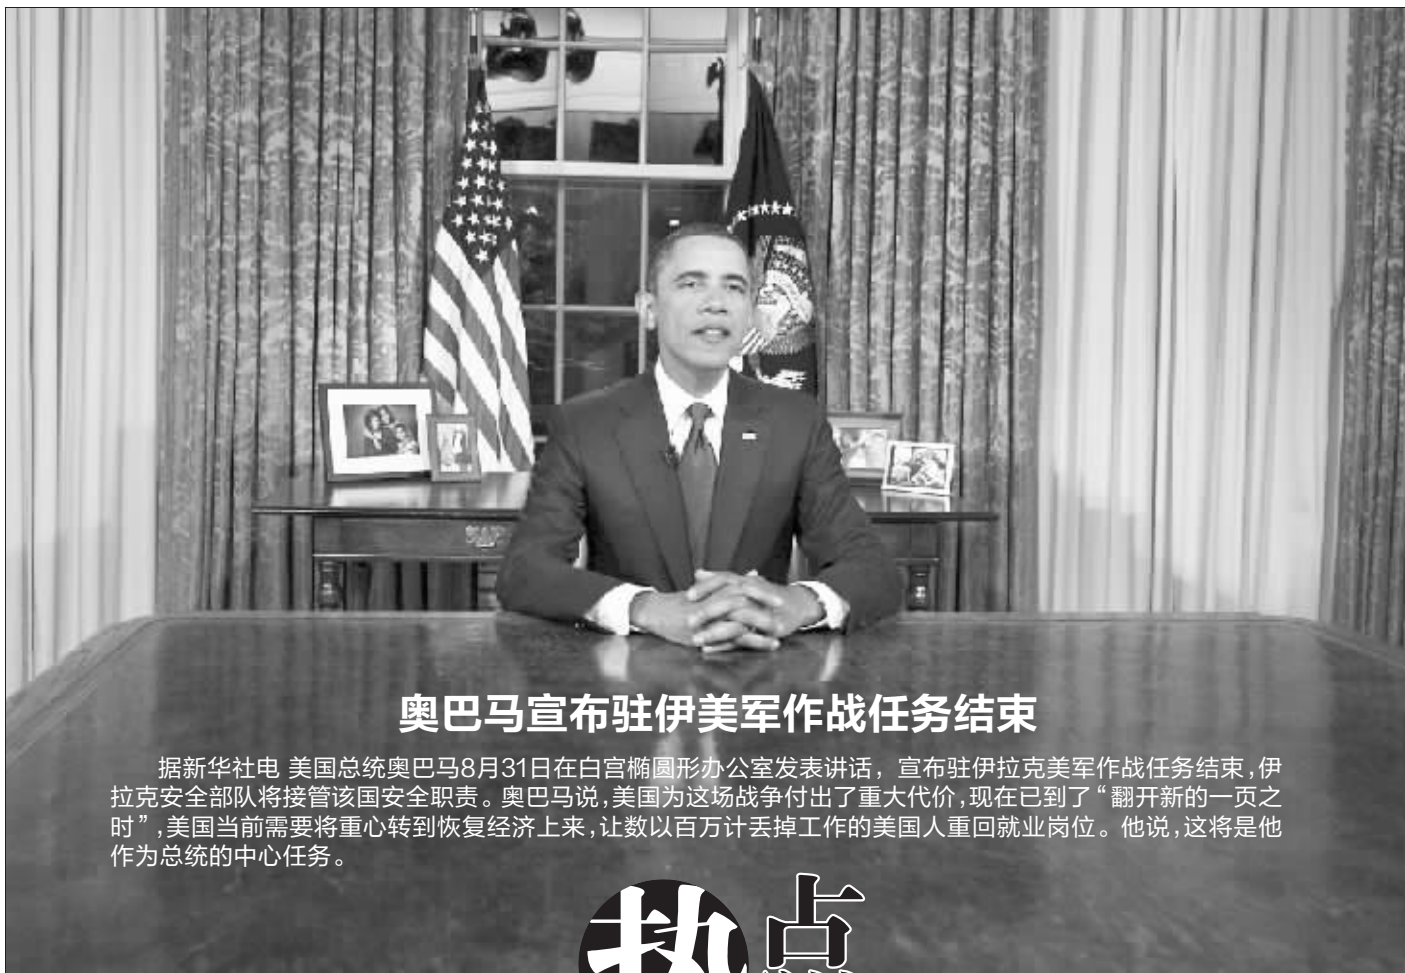 奥巴马宣布驻伊美军作战任务结束
据新华社电 美国总统奥巴马8月31日在白宫椭圆形办公室发表讲话，宣布驻伊拉克美军作战任务结束，伊
拉克安全部队将接管该国安全职责。奥巴马说，美国为这场战争付出了重大代价，现在已到了“翻开新的一页之
时”，美国当前需要将重心转到恢复经济上来，让数以百万计丢掉工作的美国人重回就业岗位。他说，这将是他
作为总统的中心任务。
热点